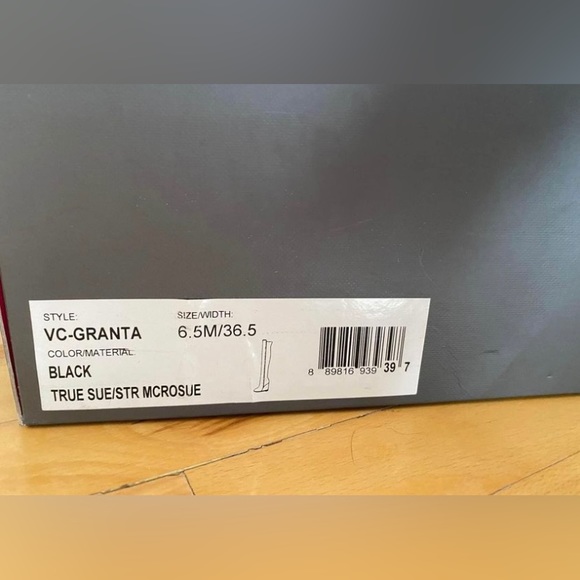 STYLE:
VC-GRANTA
SIZE/WIDTH:
6.5M/36.5
COLOR/MATERIAL:
BLACK
TRUE SUE/STR MCROSUE
8 89816 939 39 7